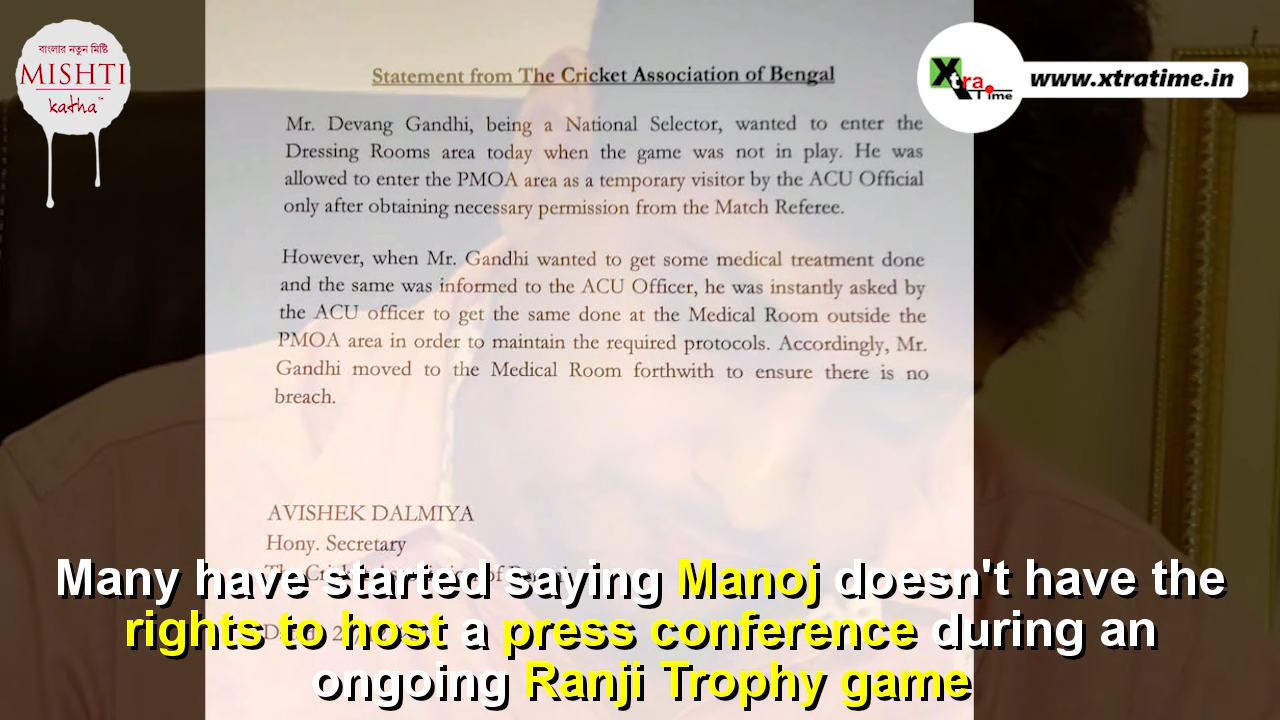 বাংলার নতুন মিষ্টি
MISHTI
katha™
Xtra
Time
www.xtratime.in
Statement from The Cricket Association of Bengal
Mr. Devang Gandhi, being a National Selector, wanted to enter the
Dressing Rooms area today when the game was not in play. He was
allowed to enter the PMOA area as a temporary visitor by the ACU Official
only after obtaining necessary permission from the Match Referee.
However, when Mr. Gandhi wanted to get some medical treatment done
and the same was informed to the ACU Officer, he was instantly asked by
the ACU officer to get the same done at the Medical Room outside the
PMOA area in order to maintain the required protocols. Accordingly, Mr.
Gandhi moved to the Medical Room forthwith to ensure there is no
breach.
AVISHEK DALMIYA
Hony. Secretary
Many have started saying Manoj doesn't have the
rights to host a press conference during an
ongoing Ranji Trophy game